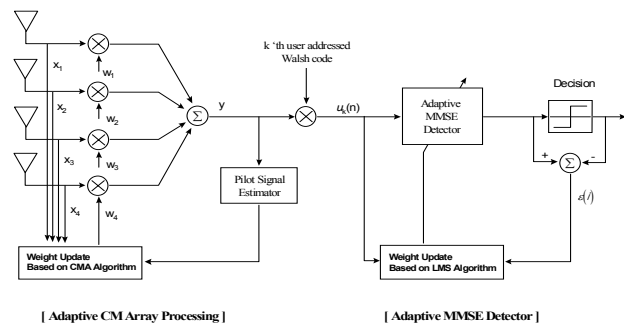 k 'th user addressed
Walsh code
x1
w1
x2
w2
x3
w3
x4
w4
Σ
y
uk(n)
Adaptive
MMSE
Detector
Decision
+
Σ
-
ε(i)
Pilot Signal
Estimator
Weight Update
Based on CMA Algorithm
Weight Update
Based on LMS Algorithm
[ Adaptive CM Array Processing ]
[ Adaptive MMSE Detector ]